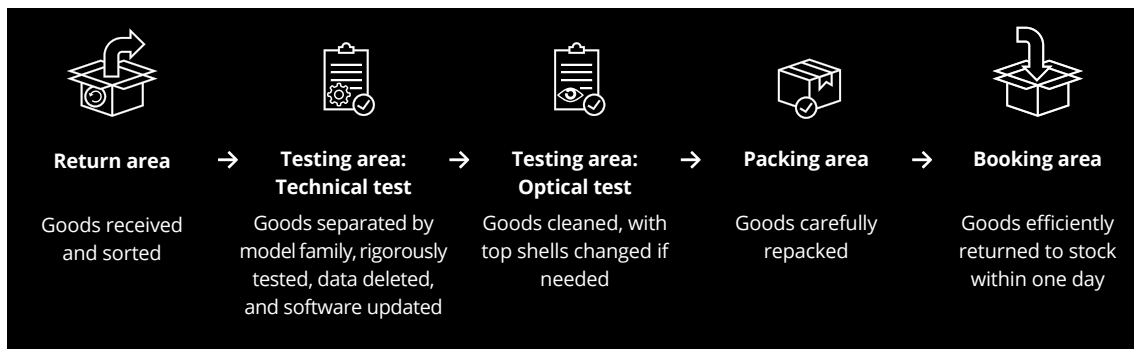 Return area
Goods received
and sorted
→
Testing area:
Technical test
Goods separated by
model family, rigorously
tested, data deleted,
and software updated
→
Testing area:
Optical test
Goods cleaned, with
top shells changed if
needed
→
Packing area
Goods carefully
repacked
→
Booking area
Goods efficiently
returned to stock
within one day